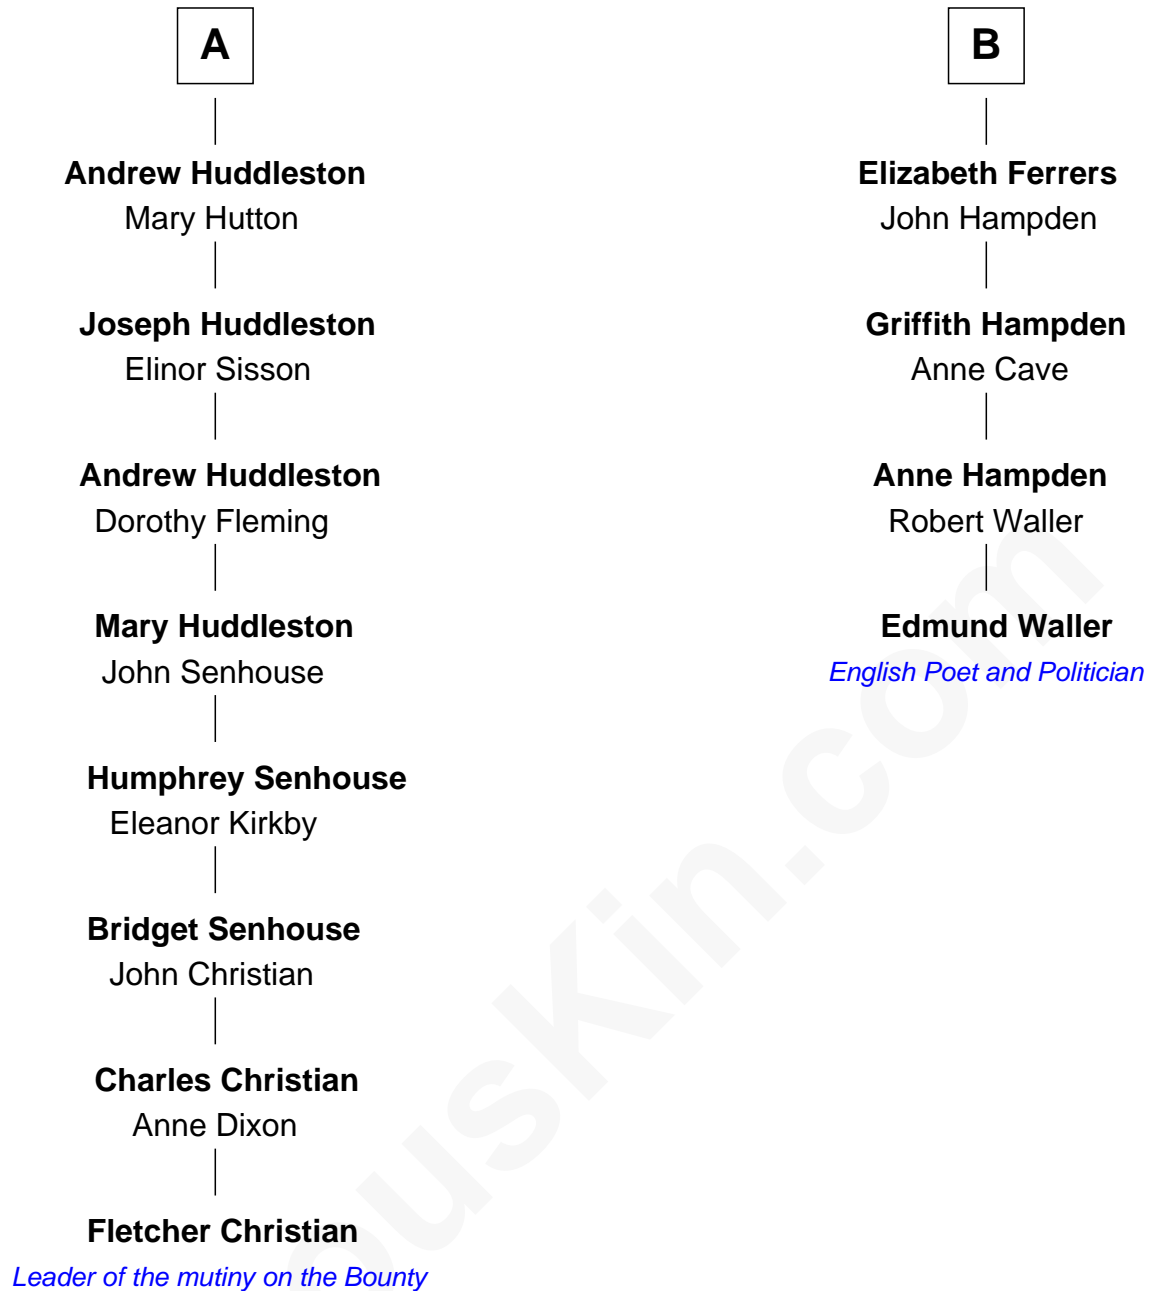 A
Andrew Huddleston
Mary Hutton
Joseph Huddleston
Elinor Sisson
Andrew Huddleston
Dorothy Fleming
Mary Huddleston
John Senhouse
Humphrey Senhouse
Eleanor Kirkby
Bridget Senhouse
John Christian
Charles Christian
Anne Dixon
Fletcher Christian
Leader of the mutiny on the Bounty
B
Elizabeth Ferrers
John Hampden
Griffith Hampden
Anne Cave
Anne Hampden
Robert Waller
Edmund Waller
English Poet and Politician
ousKin.com